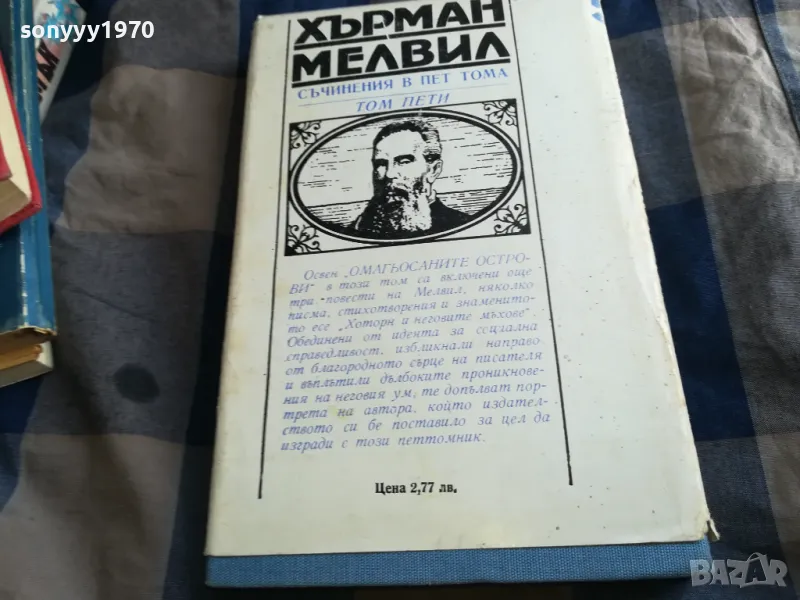 sonyyy1970
ХЪРМАН
МЕЛВИЛ
СЪЧИНЕНИЯ В ПЕТ ТОМА
ТОМ ПЕТИ
Освен „ОМАГЬОСАНИТЕ ОСТРО-
ВИ" в този том са включени още
три повести на Мелвил, няколко
писма, стихотворения и знаменито-
то есе „Хоторн и неговите мъхове".
Обединени от идеята за социална
справедливост, избликнали направо
от благородното сърце на писателя
и въплътили дълбоките проникнове-
ния на неговия ум, те допълват пор-
трета на автора, който издател-
ството си бе поставило за цел да
изгради с този петтомник.
Цена 2,77 лв.
BAZAR